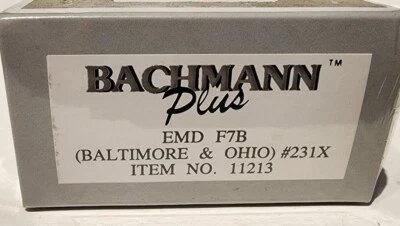 BACHMANN™
Plus
EMD F7B
(BALTIMORE & OHIO) #231X
ITEM NO. 11213